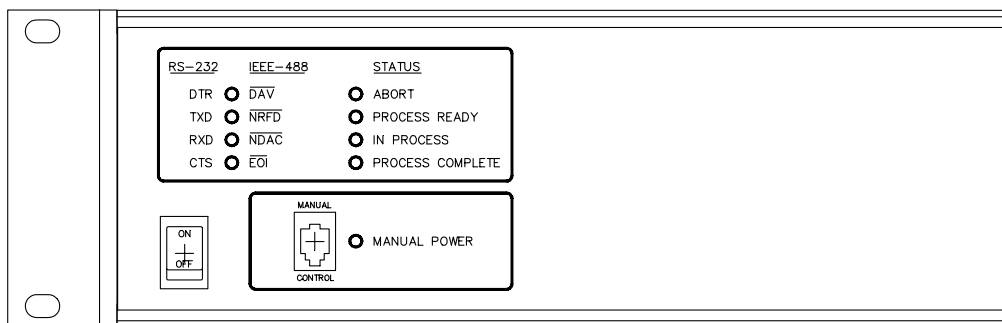 RS-232 IEEE-488 STATUS
DTR DAV ABORT
TXD NRFD PROCESS READY
RXD NDAC IN PROCESS
CTS EOI PROCESS COMPLETE
MANUAL
ON
MANUAL POWER
OFF
CONTROL